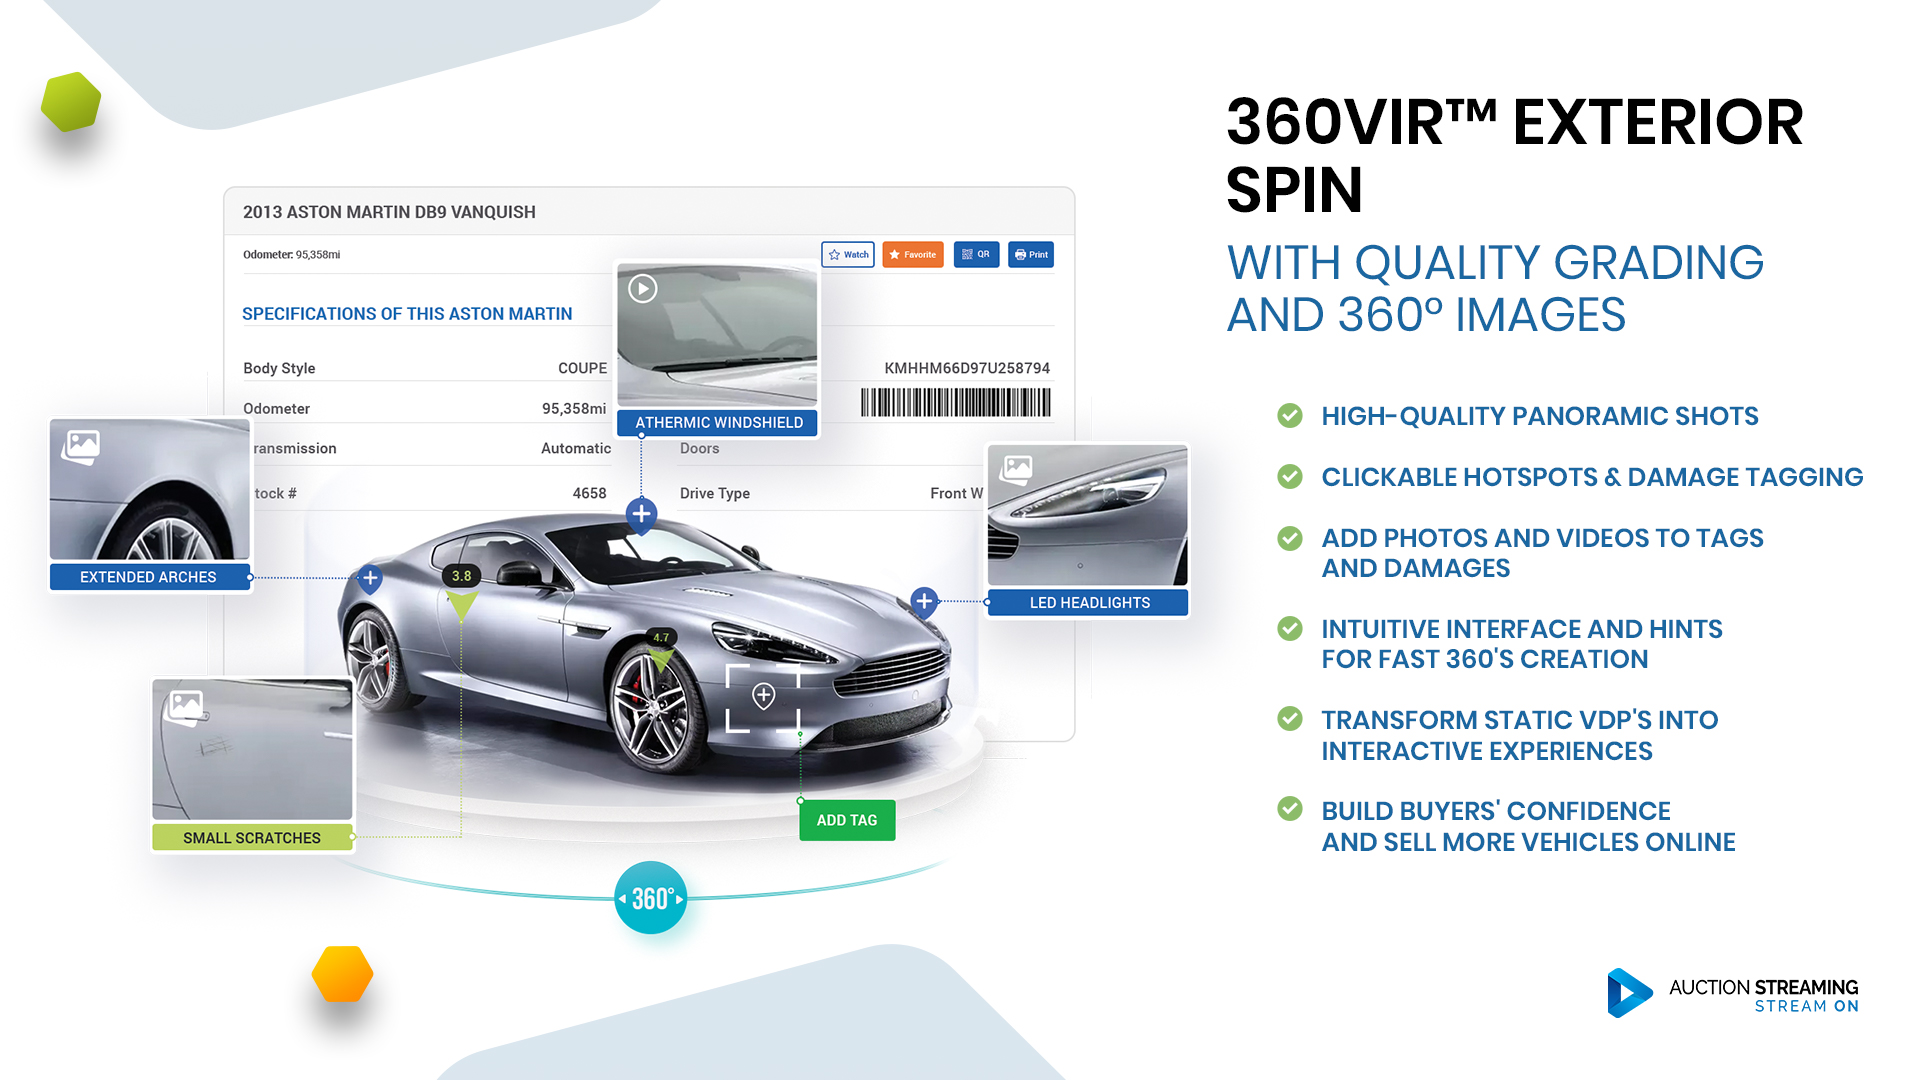 360VIR™ EXTERIOR
SPIN
WITH QUALITY GRADING
AND 360° IMAGES
HIGH-QUALITY PANORAMIC SHOTS
CLICKABLE HOTSPOTS & DAMAGE TAGGING
ADD PHOTOS AND VIDEOS TO TAGS
AND DAMAGES
INTUITIVE INTERFACE AND HINTS
FOR FAST 360'S CREATION
TRANSFORM STATIC VDP'S INTO
INTERACTIVE EXPERIENCES
BUILD BUYERS' CONFIDENCE
AND SELL MORE VEHICLES ONLINE
2013 ASTON MARTIN DB9 VANQUISH
Odometer: 95,358mi
Watch Favorite QR Print
SPECIFICATIONS OF THIS ASTON MARTIN
Body Style COUPE KMHHM66D97U258794
Odometer 95,358mi
ransmission Automatic Doors
tock # 4658 Drive Type Front W
ATHERMIC WINDSHIELD
EXTENDED ARCHES
LED HEADLIGHTS
3.8
4.7
SMALL SCRATCHES
ADD TAG
360°
AUCTION STREAMING
STREAM ON